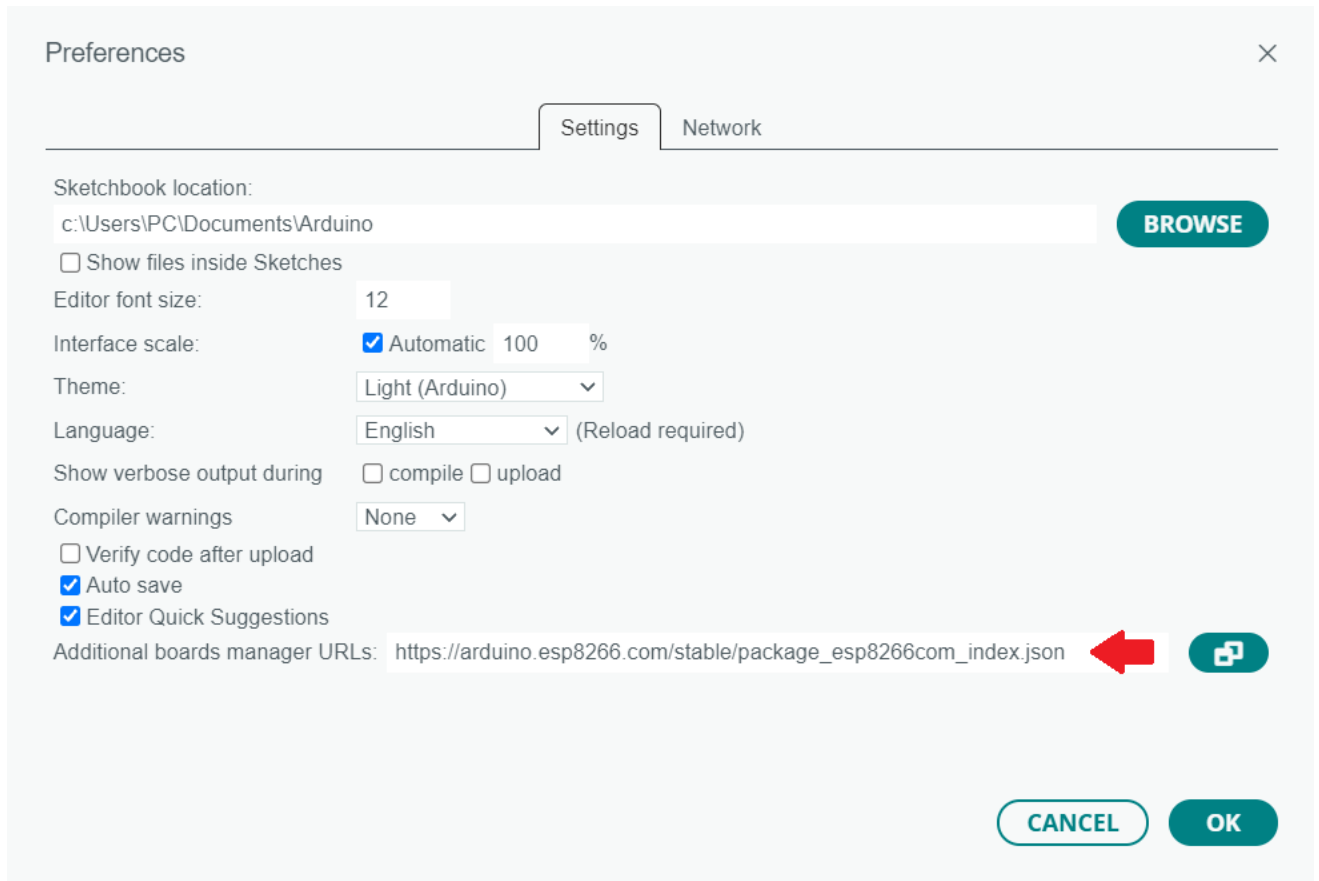 Preferences
Settings Network
Sketchbook location:
c:\Users\PC\Documents\Arduino BROWSE
Show files inside Sketches
Editor font size: 12
Interface scale: Automatic 100 %
Theme: Light (Arduino)
Language: English (Reload required)
Show verbose output during compile upload
Compiler warnings None
Verify code after upload
Auto save
Editor Quick Suggestions
Additional boards manager URLs: https://arduino.esp8266.com/stable/package_esp8266com_index.json
CANCEL OK